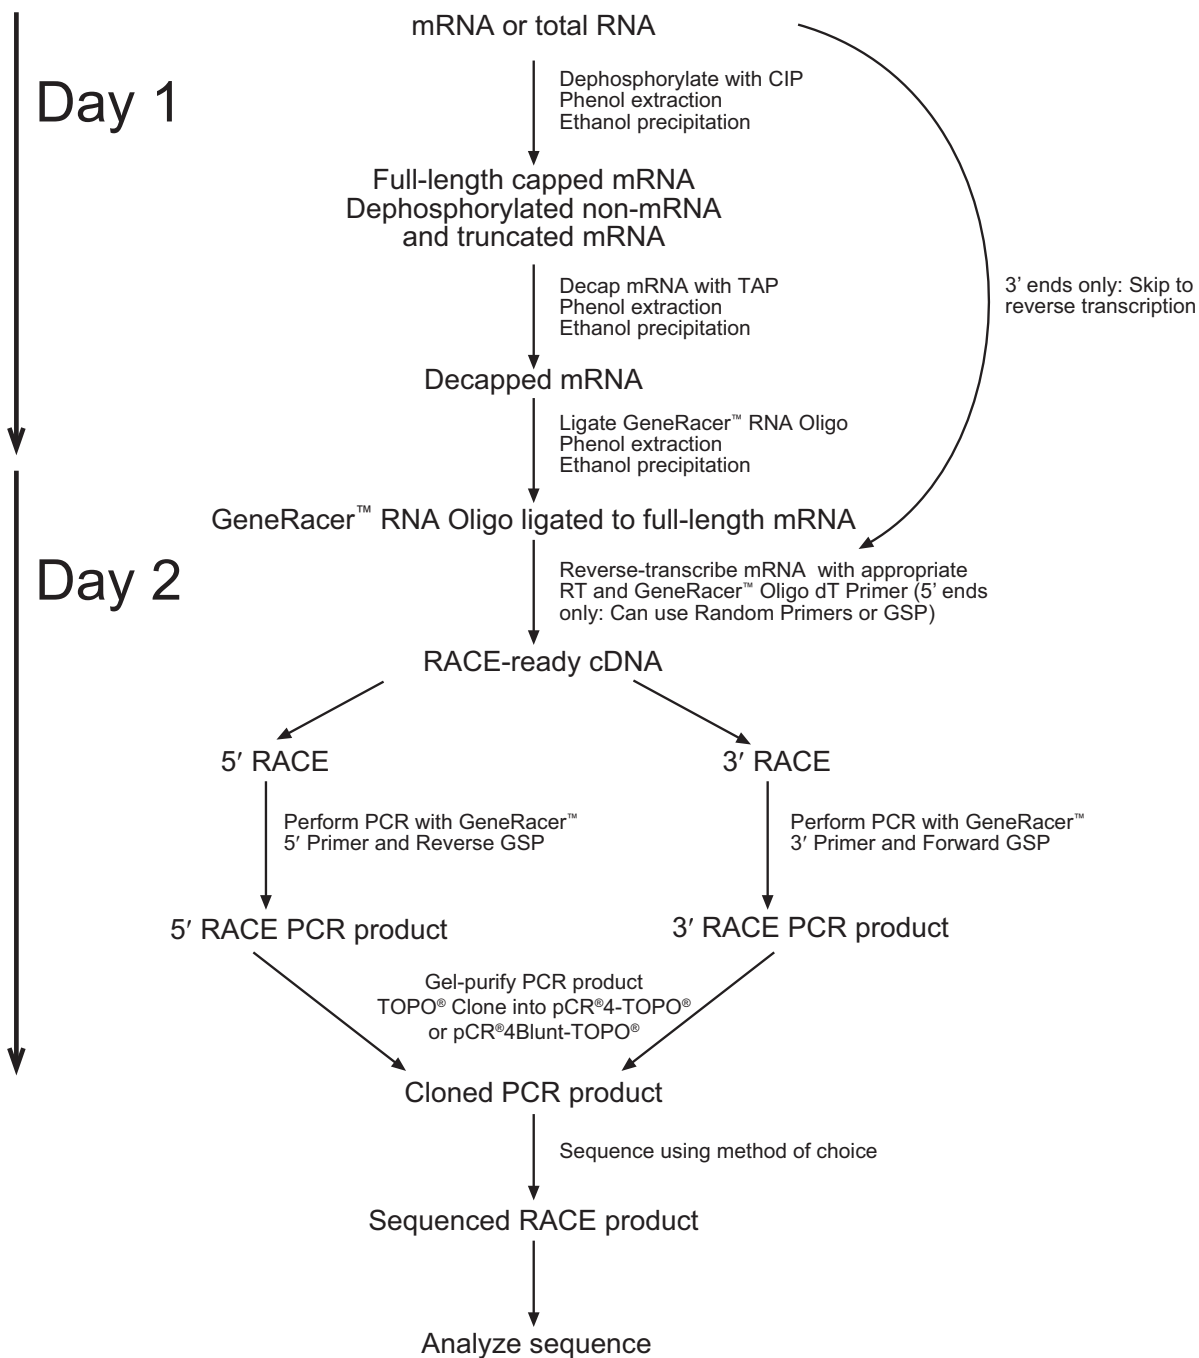 mRNA or total RNA
Day 1
Dephosphorylate with CIP
Phenol extraction
Ethanol precipitation
Full-length capped mRNA
Dephosphorylated non-mRNA
and truncated mRNA
Decap mRNA with TAP
Phenol extraction
Ethanol precipitation
3’ ends only: Skip to
reverse transcription
Decapped mRNA
Ligate GeneRacer™ RNA Oligo
Phenol extraction
Ethanol precipitation
GeneRacer™ RNA Oligo ligated to full-length mRNA
Day 2
Reverse-transcribe mRNA with appropriate
RT and GeneRacer™ Oligo dT Primer (5’ ends
only: Can use Random Primers or GSP)
RACE-ready cDNA
5′ RACE
3′ RACE
Perform PCR with GeneRacer™
5′ Primer and Reverse GSP
Perform PCR with GeneRacer™
3′ Primer and Forward GSP
5′ RACE PCR product
3′ RACE PCR product
Gel-purify PCR product
TOPO® Clone into pCR®4-TOPO®
or pCR®4Blunt-TOPO®
Cloned PCR product
Sequence using method of choice
Sequenced RACE product
Analyze sequence